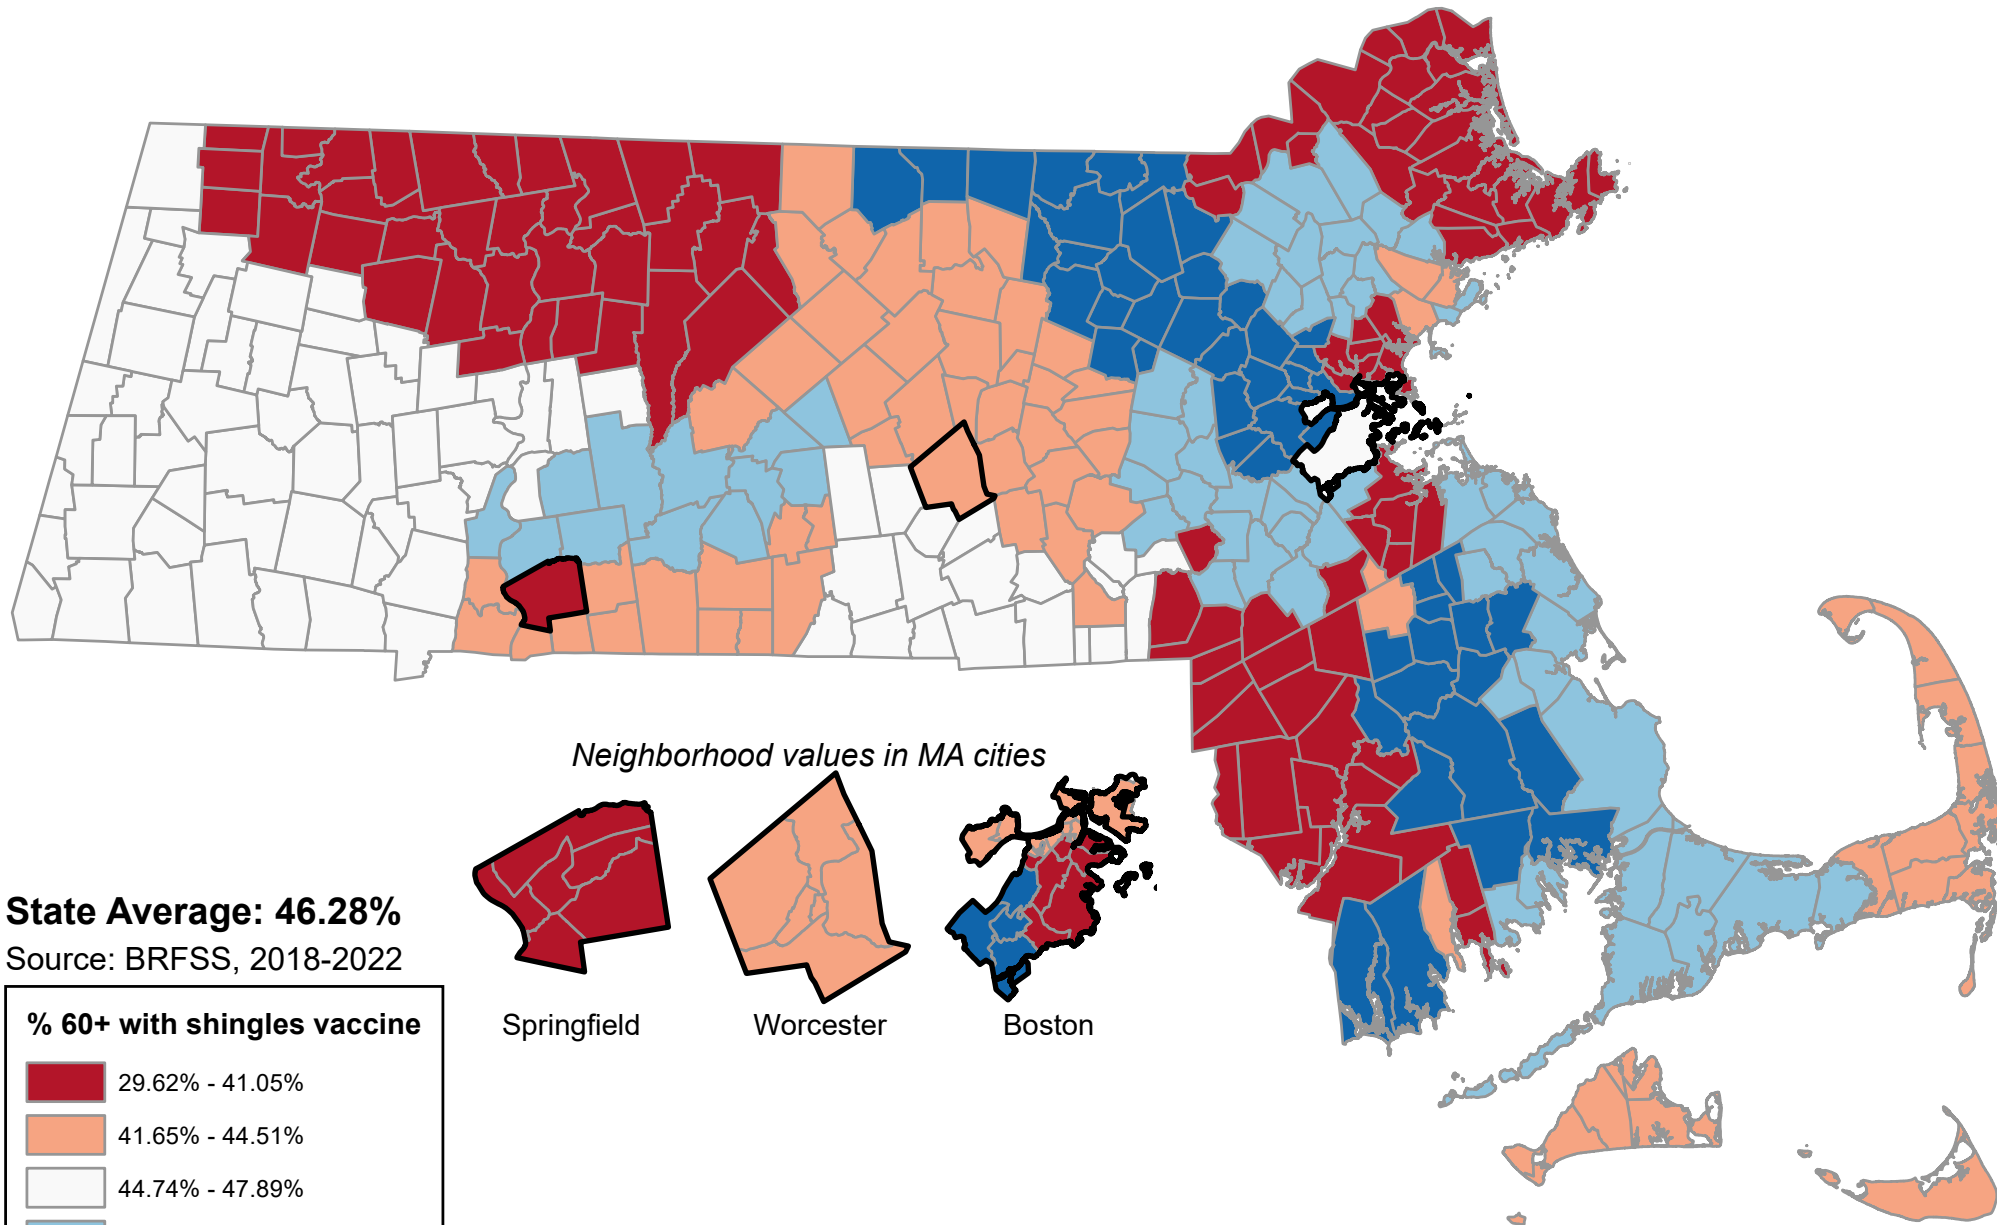 Neighborhood values in MA cities
Springfield
Worcester
Boston
State Average: 46.28%
Source: BRFSS, 2018-2022
% 60+ with shingles vaccine
29.62% - 41.05%
41.65% - 44.51%
44.74% - 47.89%